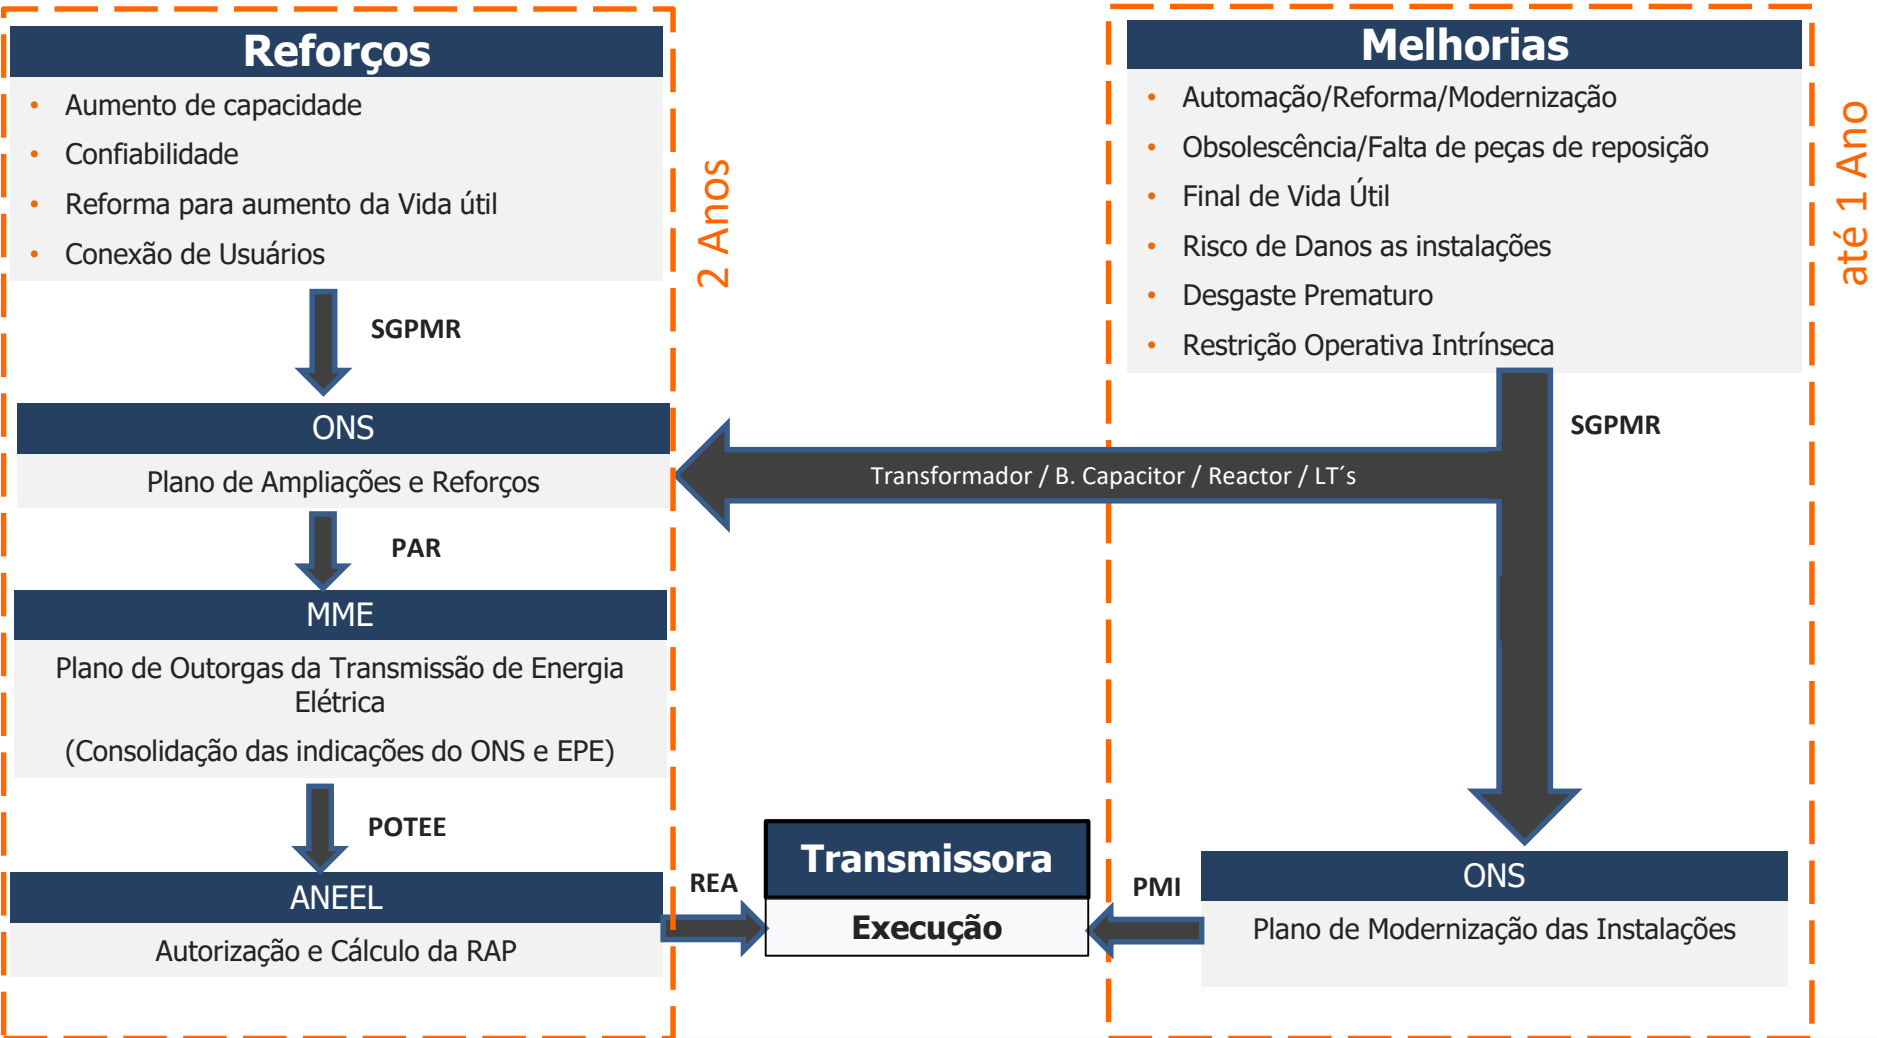 Reforços
• Aumento de capacidade
• Confiabilidade
• Reforma para aumento da Vida útil
• Conexão de Usuários
2 Anos
SGPMR
ONS
Plano de Ampliações e Reforços
PAR
MME
Plano de Outorgas da Transmissão de Energia
Elétrica
(Consolidação das indicações do ONS e EPE)
POTEE
ANEEL
Autorização e Cálculo da RAP
REA
Transmissora
Execução
Melhorias
• Automação/Reforma/Modernização
• Obsolescência/Falta de peças de reposição
• Final de Vida Útil
• Risco de Danos as instalações
• Desgaste Prematuro
• Restrição Operativa Intrínseca
até 1 Ano
SGPMR
Transformador / B. Capacitor / Reactor / LT´s
PMI
ONS
Plano de Modernização das Instalações